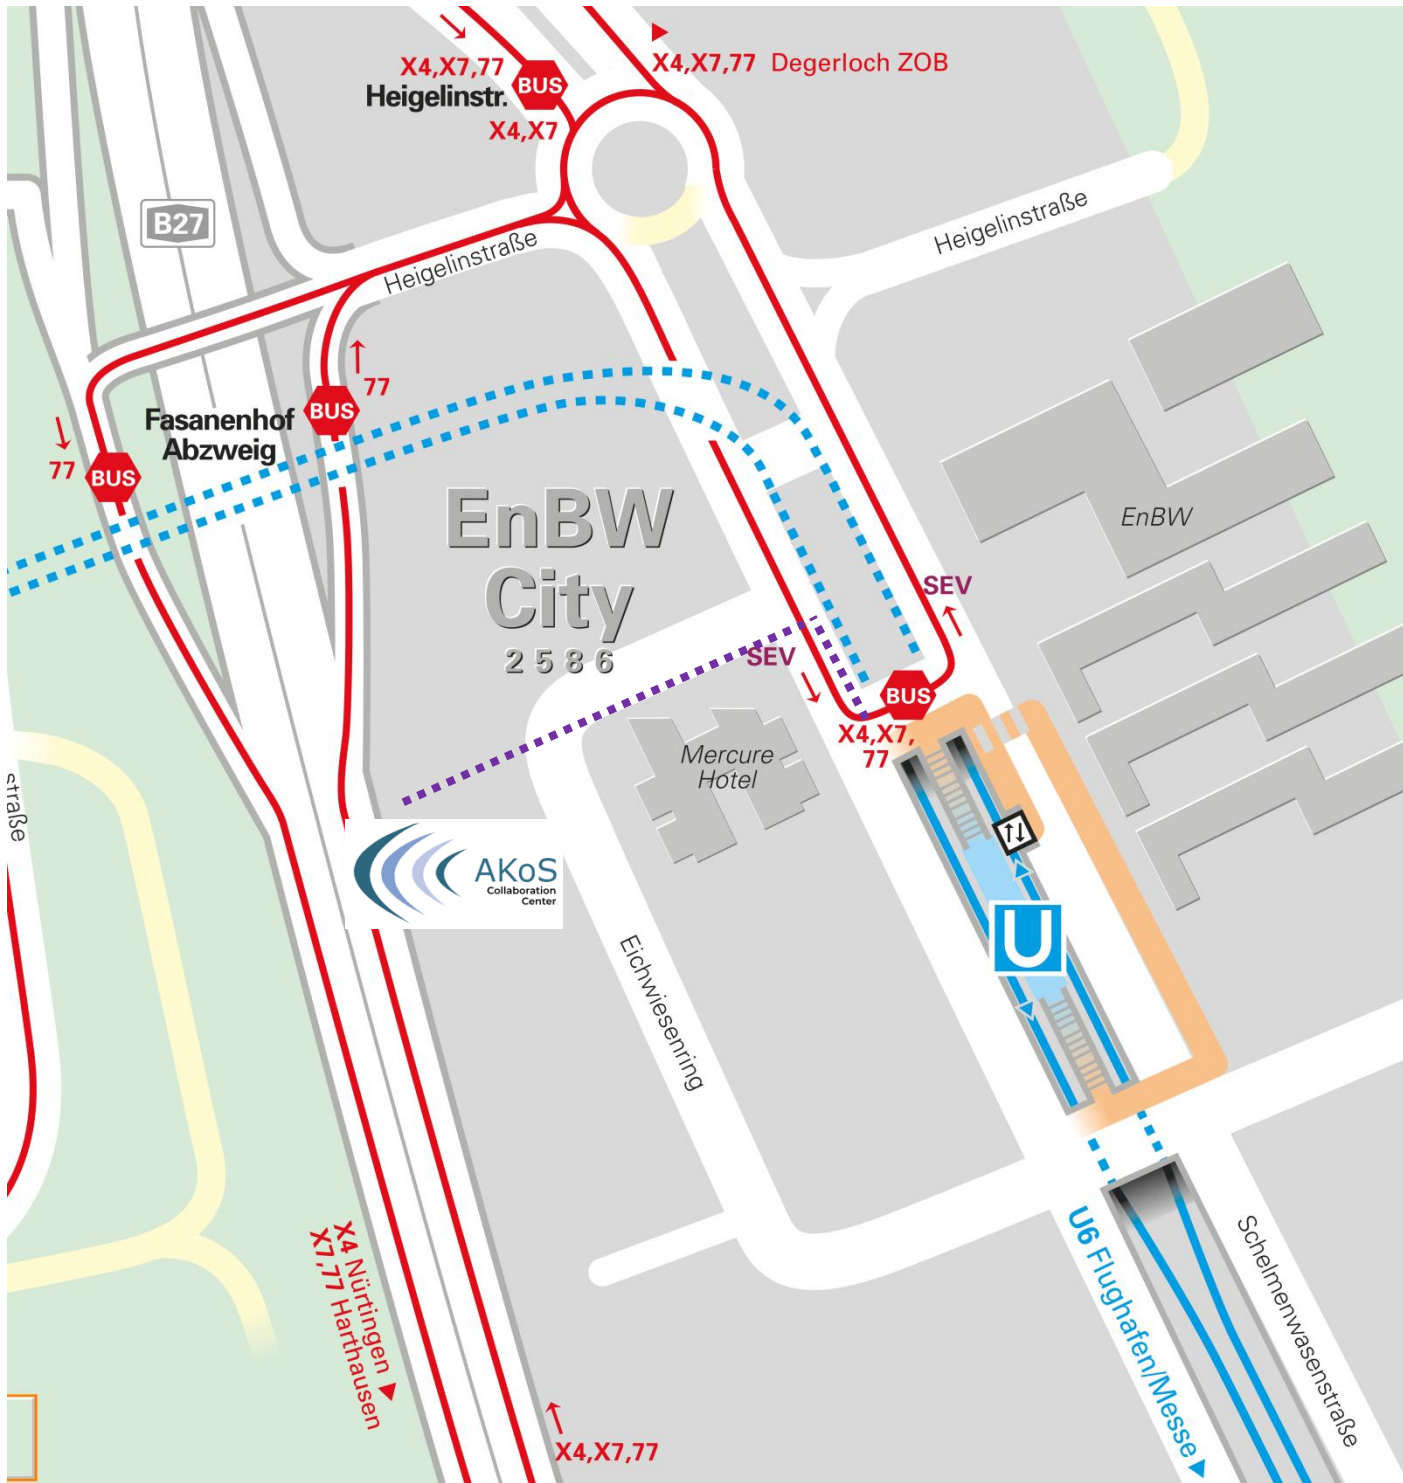 X4,X7,77
Heigelinstr.
BUS
X4,X7
X4,X7,77 Degerloch ZOB
B27
Heigelinstraße
Heigelinstraße
77
Fasanenhof
Abzweig
BUS
77
BUS
EnBW
City
2586
EnBW
SEV
SEV
BUS
X4,X7,
77
Mercure
Hotel
straße
AKoS
Collaboration
Center
U
Eichwiesenring
X4 Nürtingen
X7,77 Harthausen
U6 Flughafen/Messe
Schelmenwasenstraße
X4,X7,77